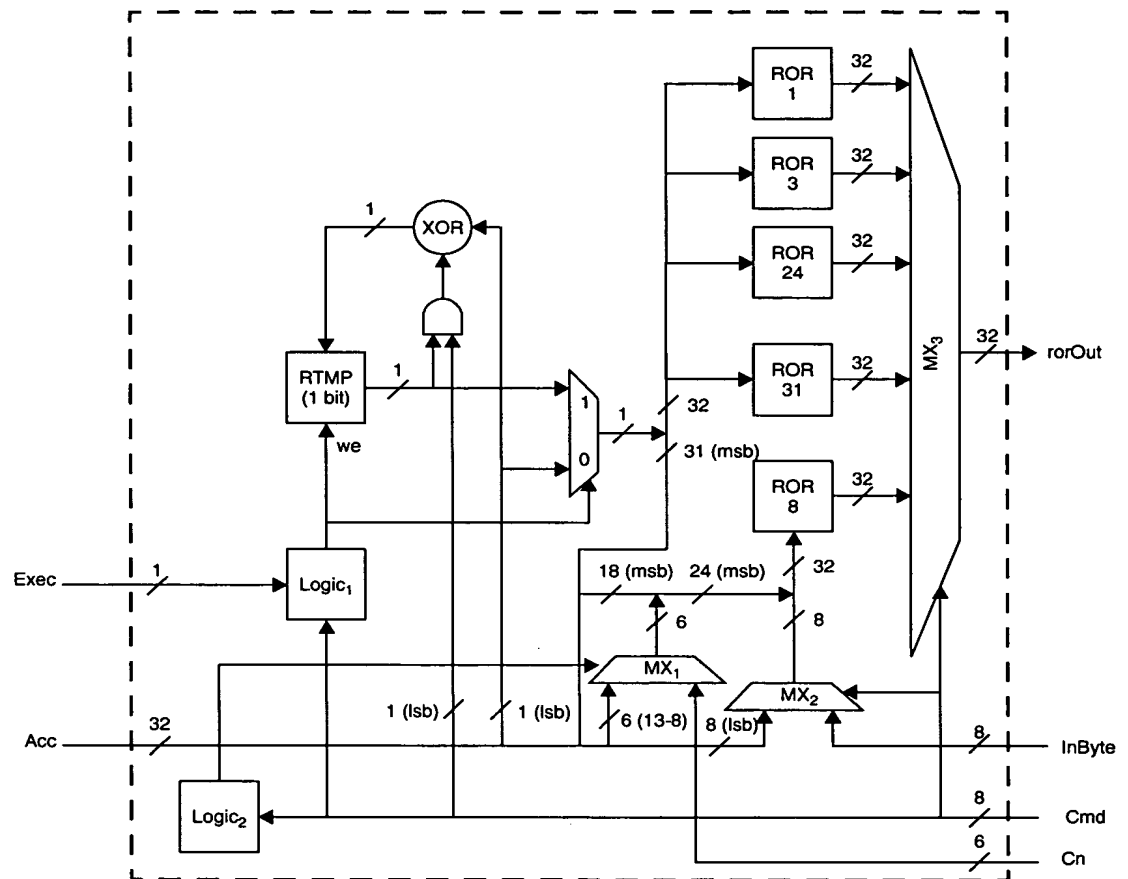 32
ROR
1
32
ROR
3
1
XOR
32
ROR
24
RTMP
(1 bit)
1
1
0
1
32
ROR
31
32
MX3
32
rorOut
we
31 (msb)
32
ROR
8
Exec
1
Logic1
18 (msb)
24 (msb)
32
6
8
MX1
MX2
1 (lsb)
1 (lsb)
6 (13-8)
8 (lsb)
Acc
32
8
InByte
Logic2
8
Cmd
6
Cn